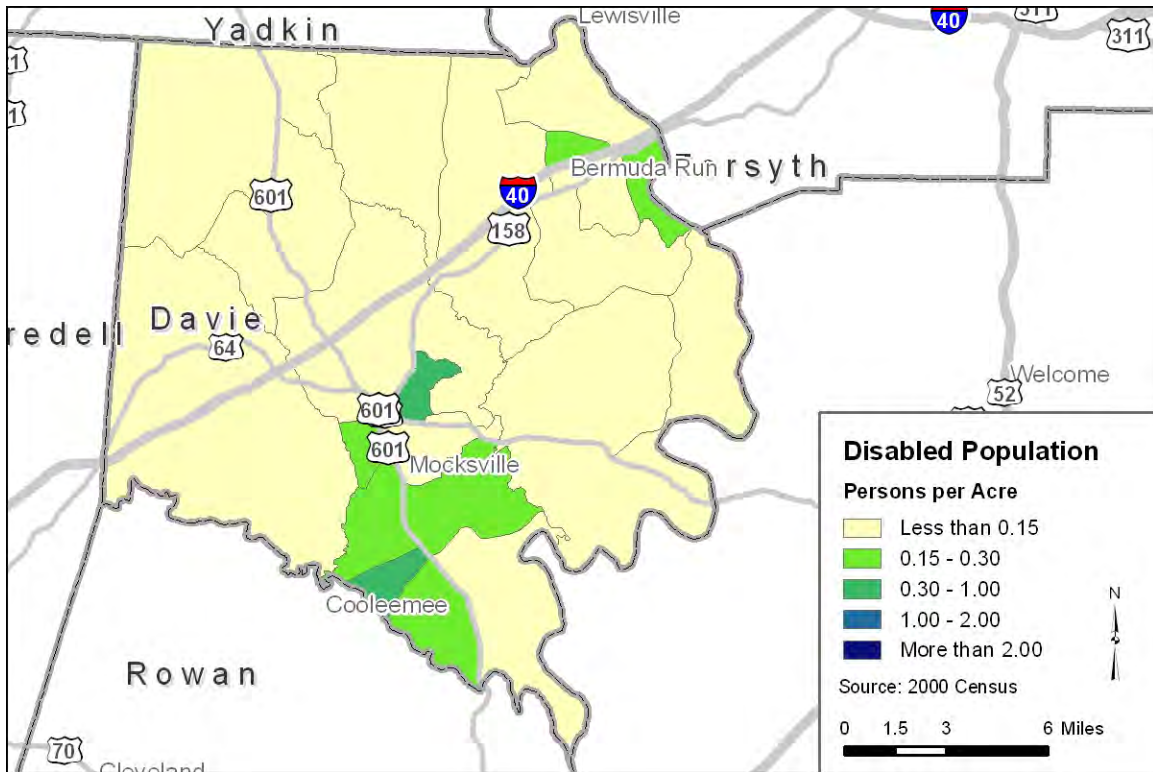 Lewisville
40
311
311
Yadkin
601
Bermuda Run
Forsyth
40
158
redell
Davie
64
Welcome
52
601
601
Mocksville
Cooleemee
Rowan
70
Cleveland
Disabled Population
Persons per Acre
Less than 0.15
0.15 - 0.30
0.30 - 1.00
1.00 - 2.00
More than 2.00
N
Source: 2000 Census
0 1.5 3 6 Miles